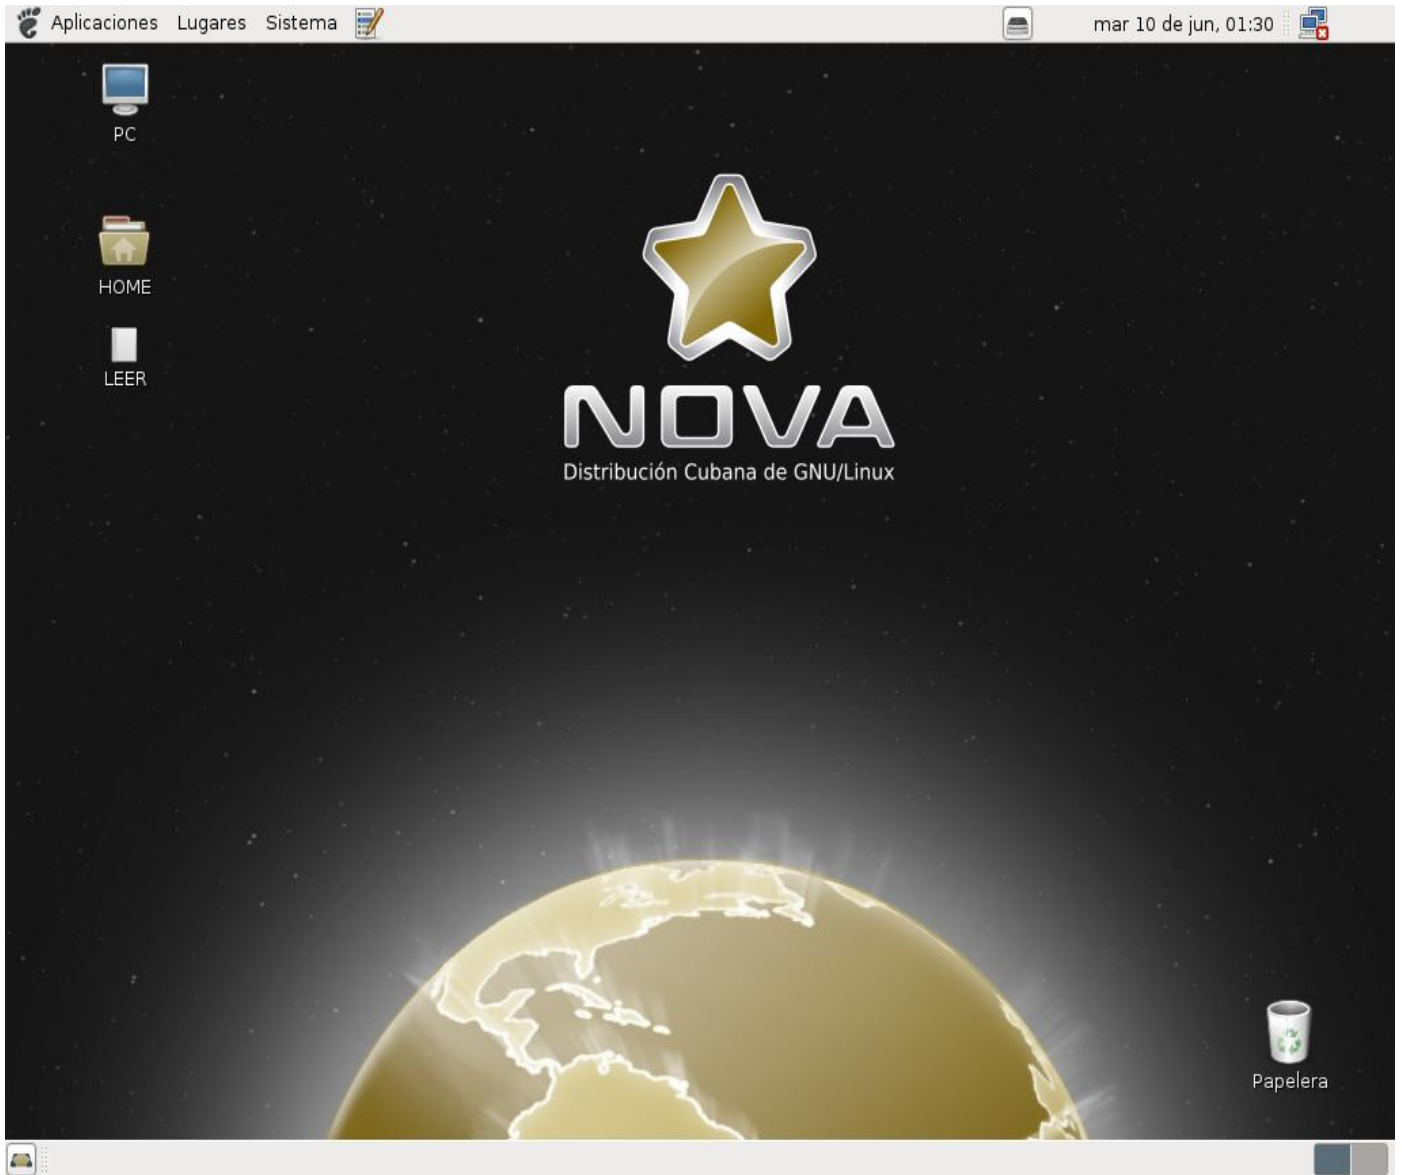 Aplicaciones Lugares Sistema mar 10 de jun, 01:30
PC
HOME
LEER
NOVA
Distribución Cubana de GNU/Linux
Papelera